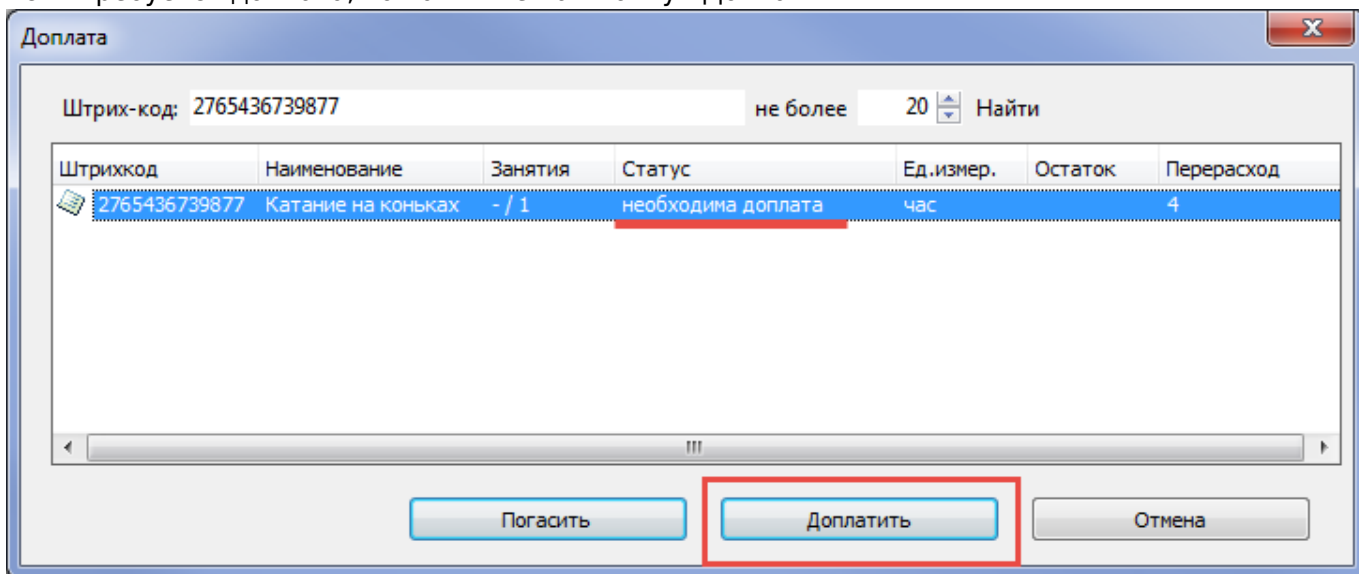 Доплата
Штрих-код: 2765436739877 не более 20 Найти
Штрихкод Наименование Занятия Статус Ед.измер. Остаток Перерасход
2765436739877 Катание на коньках - / 1 необходима доплата час 4
Погасить Доплатить Отмена